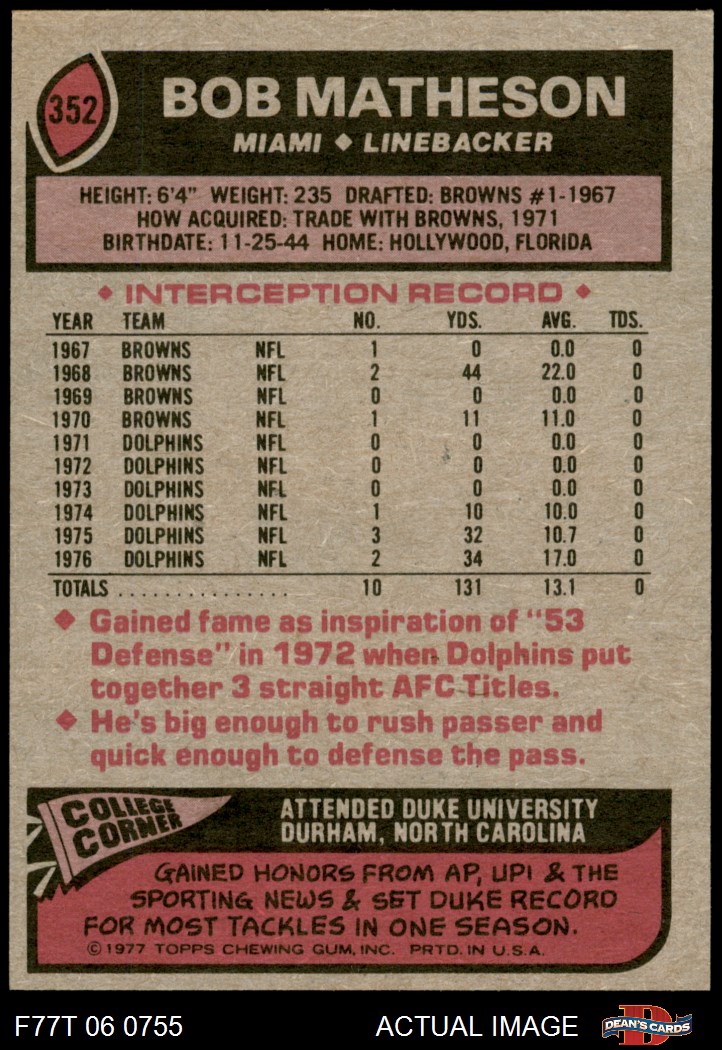 352
BOB MATHESON
MIAMI ◆ LINEBACKER
HEIGHT: 6'4" WEIGHT: 235 DRAFTED: BROWNS #1-1967
HOW ACQUIRED: TRADE WITH BROWNS, 1971
BIRTHDATE: 11-25-44 HOME: HOLLYWOOD, FLORIDA
◆ INTERCEPTION RECORD ◆
YEAR TEAM NO. YDS. AVG. TDS.
1967 BROWNS NFL 1 0 0.0 0
1968 BROWNS NFL 2 44 22.0 0
1969 BROWNS NFL 0 0 0.0 0
1970 BROWNS NFL 1 11 11.0 0
1971 DOLPHINS NFL 0 0 0.0 0
1972 DOLPHINS NFL 0 0 0.0 0
1973 DOLPHINS NFL 0 0 0.0 0
1974 DOLPHINS NFL 1 10 10.0 0
1975 DOLPHINS NFL 3 32 10.7 0
1976 DOLPHINS NFL 2 34 17.0 0
TOTALS ................ 10 131 13.1 0
◆ Gained fame as inspiration of "53
Defense" in 1972 when Dolphins put
together 3 straight AFC Titles.
◆ He's big enough to rush passer and
quick enough to defense the pass.
COLLEGE
CORNER
ATTENDED DUKE UNIVERSITY
DURHAM, NORTH CAROLINA
GAINED HONORS FROM AP, UPI & THE
SPORTING NEWS & SET DUKE RECORD
FOR MOST TACKLES IN ONE SEASON.
© 1977 TOPPS CHEWING GUM, INC. PRTD. IN U.S.A.
F77T 06 0755 ACTUAL IMAGE
D
DEAN'S CARDS